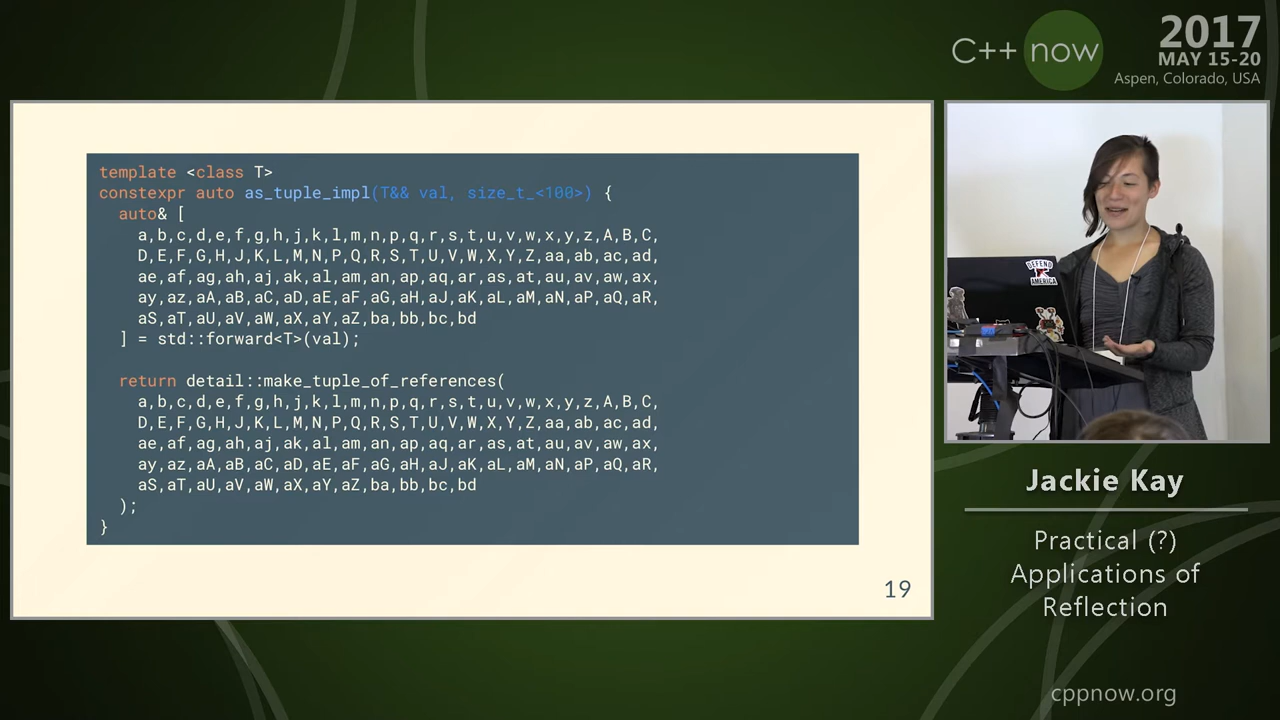 C++ now
2017
MAY 15-20
Aspen, Colorado, USA
template <class T>
constexpr auto as_tuple_impl(T&& val, size_t_<100>) {
auto& [
a,b,c,d,e,f,g,h,j,k,l,m,n,p,q,r,s,t,u,v,w,x,y,z,A,B,C,
D,E,F,G,H,J,K,L,M,N,P,Q,R,S,T,U,V,W,X,Y,Z,aa,ab,ac,ad,
ae,af,ag,ah,aj,ak,al,am,an,ap,aq,ar,as,at,au,av,aw,ax,
ay,az,aA,aB,aC,aD,aE,aF,aG,aH,aJ,aK,aL,aM,aN,aP,aQ,aR,
aS,aT,aU,aV,aW,aX,aY,aZ,ba,bb,bc,bd
] = std::forward<T>(val);
return detail::make_tuple_of_references(
a,b,c,d,e,f,g,h,j,k,l,m,n,p,q,r,s,t,u,v,w,x,y,z,A,B,C,
D,E,F,G,H,J,K,L,M,N,P,Q,R,S,T,U,V,W,X,Y,Z,aa,ab,ac,ad,
ae,af,ag,ah,aj,ak,al,am,an,ap,aq,ar,as,at,au,av,aw,ax,
ay,az,aA,aB,aC,aD,aE,aF,aG,aH,aJ,aK,aL,aM,aN,aP,aQ,aR,
aS,aT,aU,aV,aW,aX,aY,aZ,ba,bb,bc,bd
);
}
19
DEFEND
AMERICA
Jackie Kay
Practical (?)
Applications of
Reflection
cppnow.org